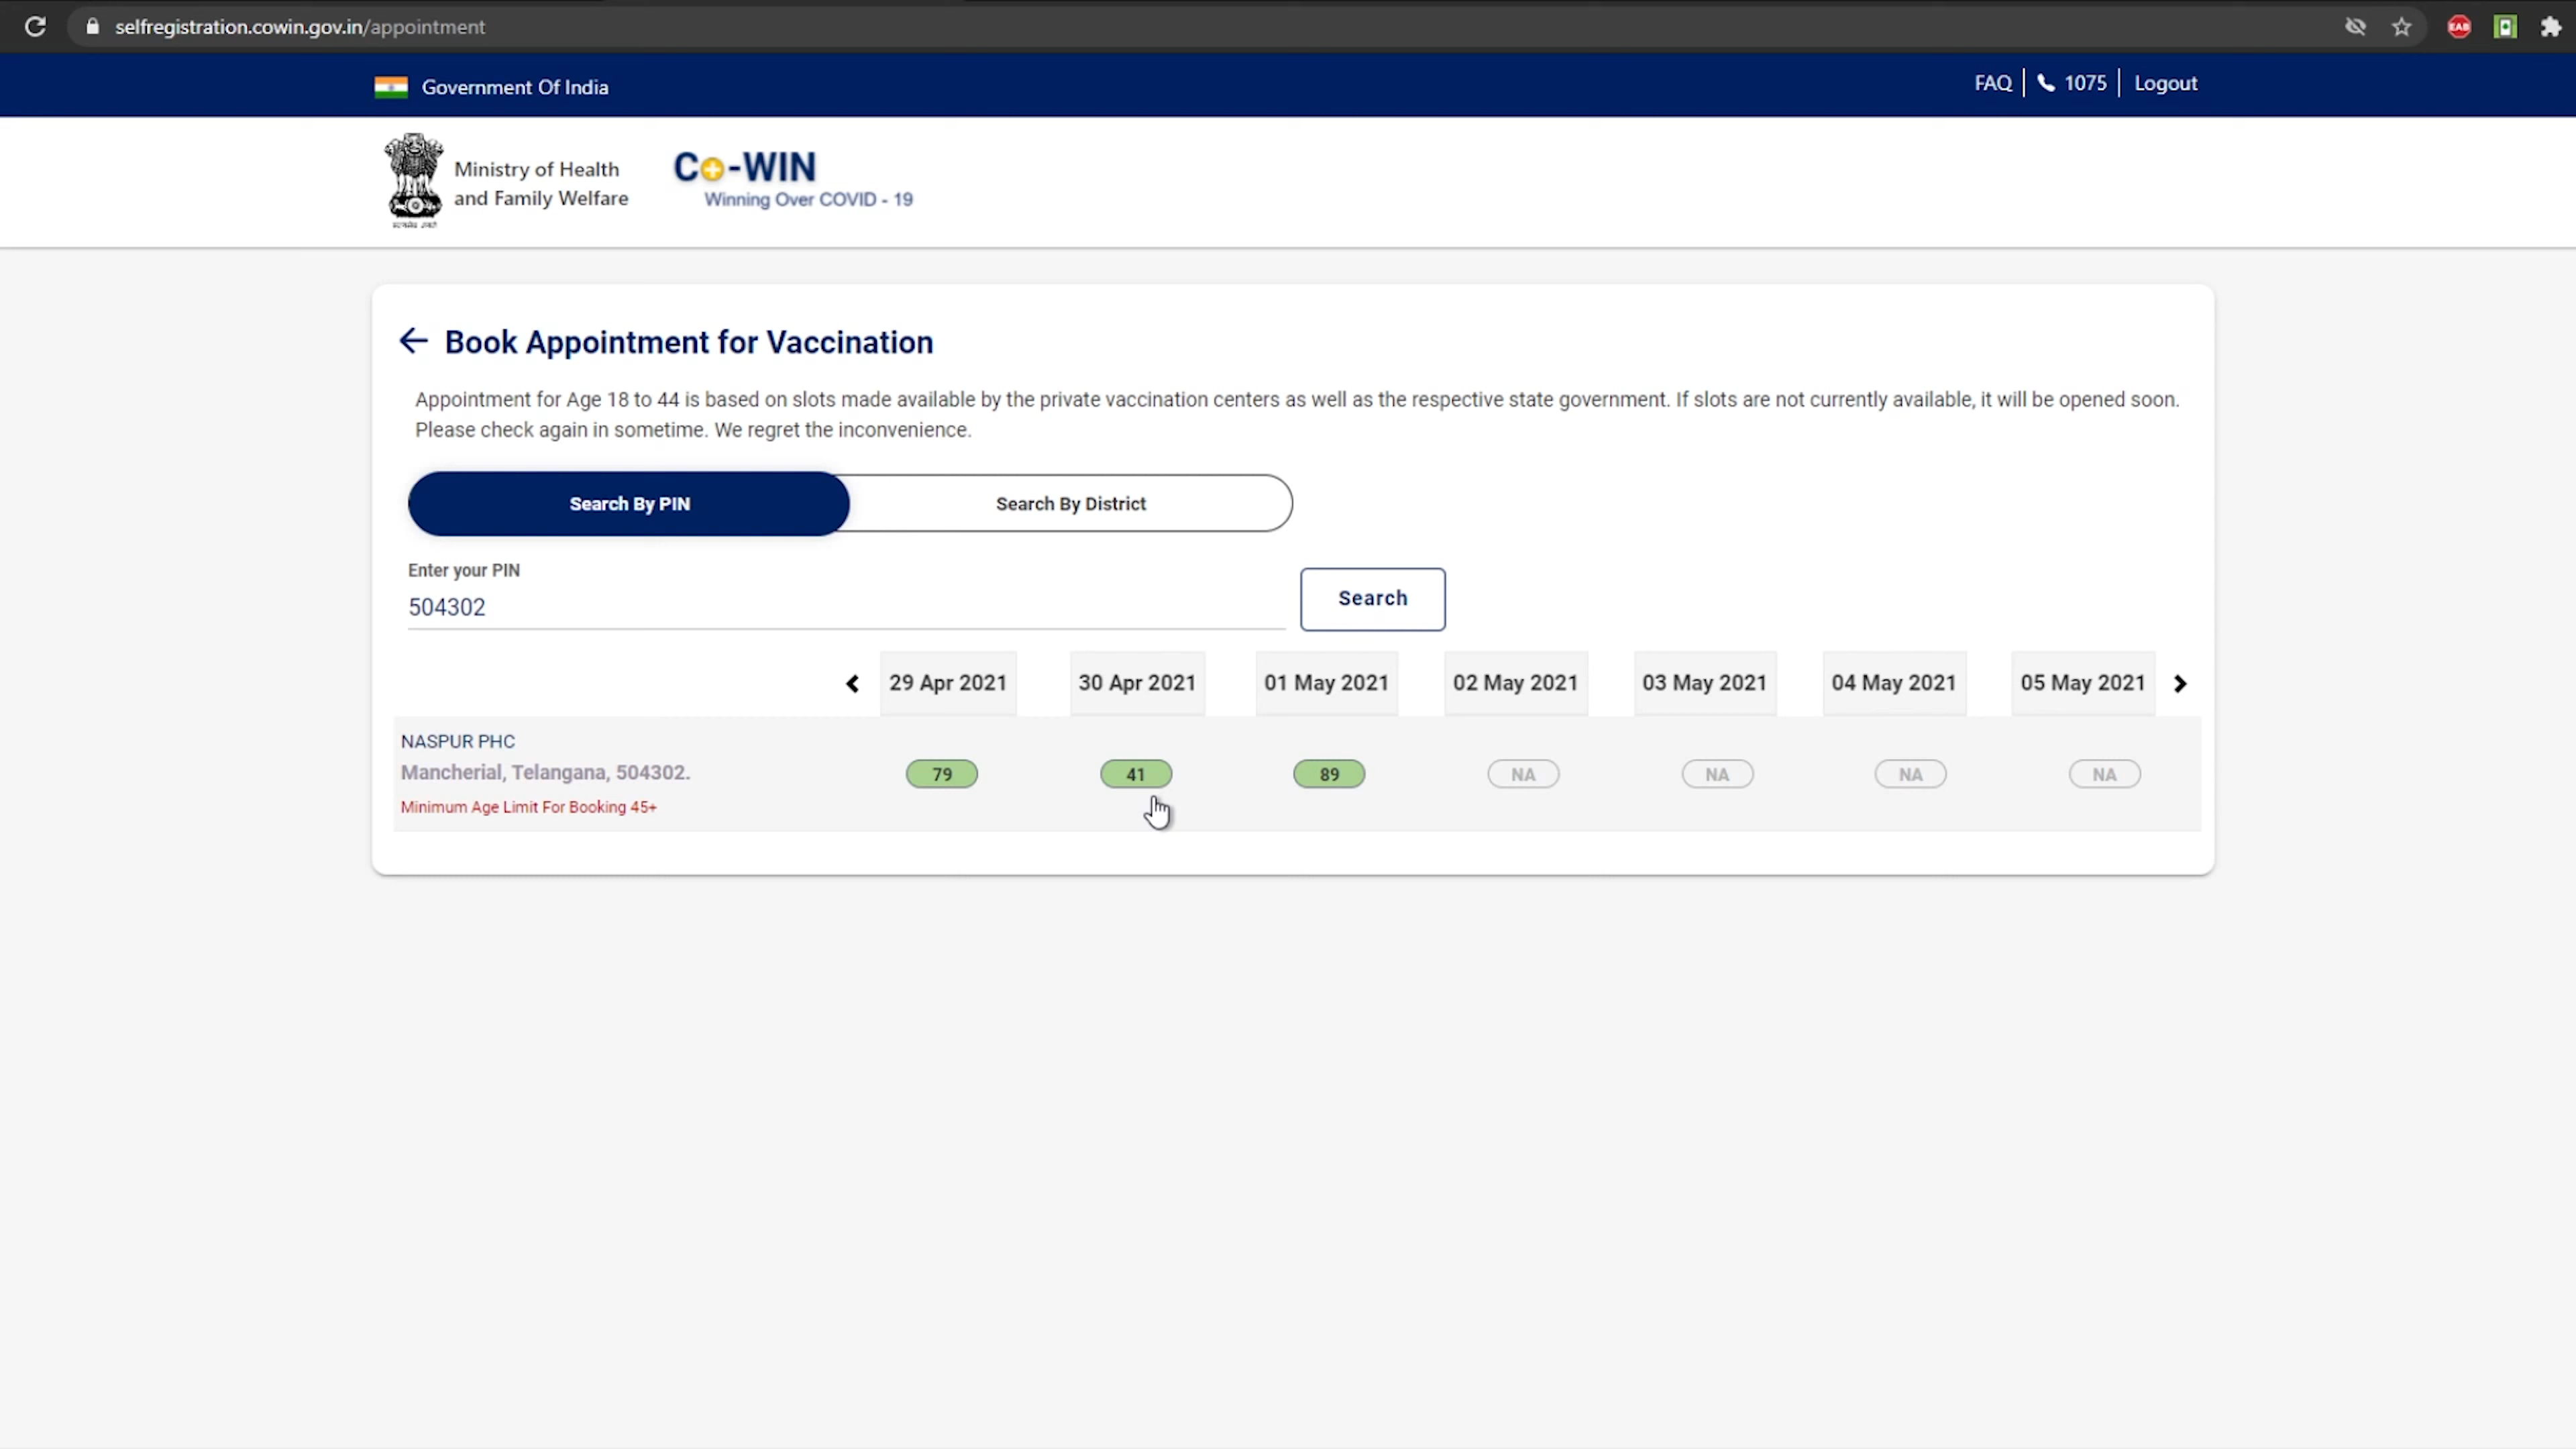 selfregistration.cowin.gov.in/appointment
EAB
Government Of India
FAQ 1075 Logout
Ministry of Health
and Family Welfare
Co-WIN
Winning Over COVID - 19
Book Appointment for Vaccination
Appointment for Age 18 to 44 is based on slots made available by the private vaccination centers as well as the respective state government. If slots are not currently available, it will be opened soon.
Please check again in sometime. We regret the inconvenience.
Search By PIN Search By District
Enter your PIN
504302
Search
29 Apr 2021 30 Apr 2021 01 May 2021 02 May 2021 03 May 2021 04 May 2021 05 May 2021
NASPUR PHC
Mancherial, Telangana, 504302.
79 41 89 NA NA NA NA
Minimum Age Limit For Booking 45+